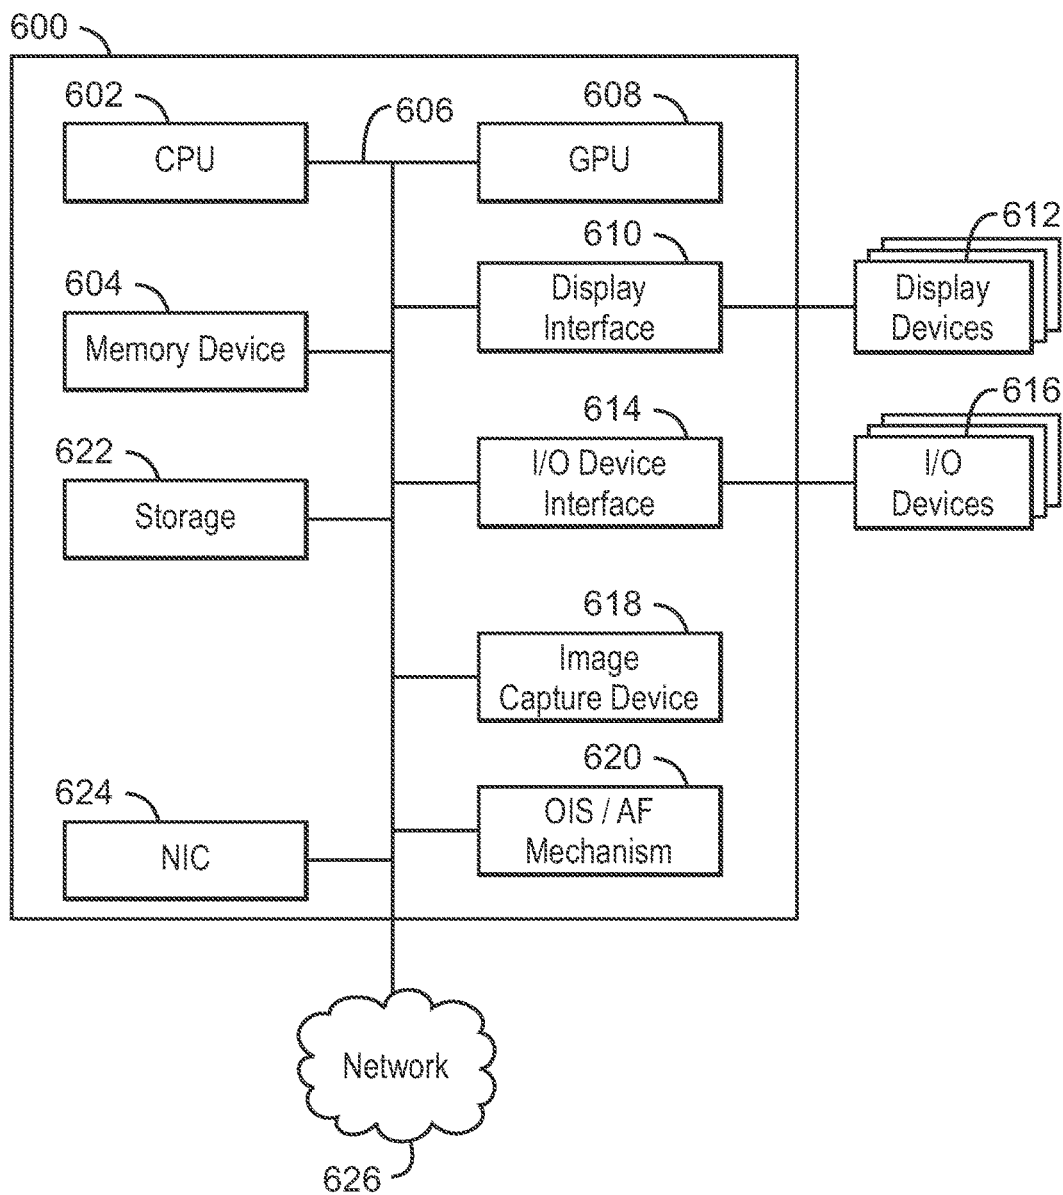 600
602
CPU
606
608
GPU
610
Display
Interface
612
Display
Devices
604
Memory Device
614
I/O Device
Interface
616
I/O
Devices
622
Storage
618
Image
Capture Device
620
OIS / AF
Mechanism
624
NIC
Network
626